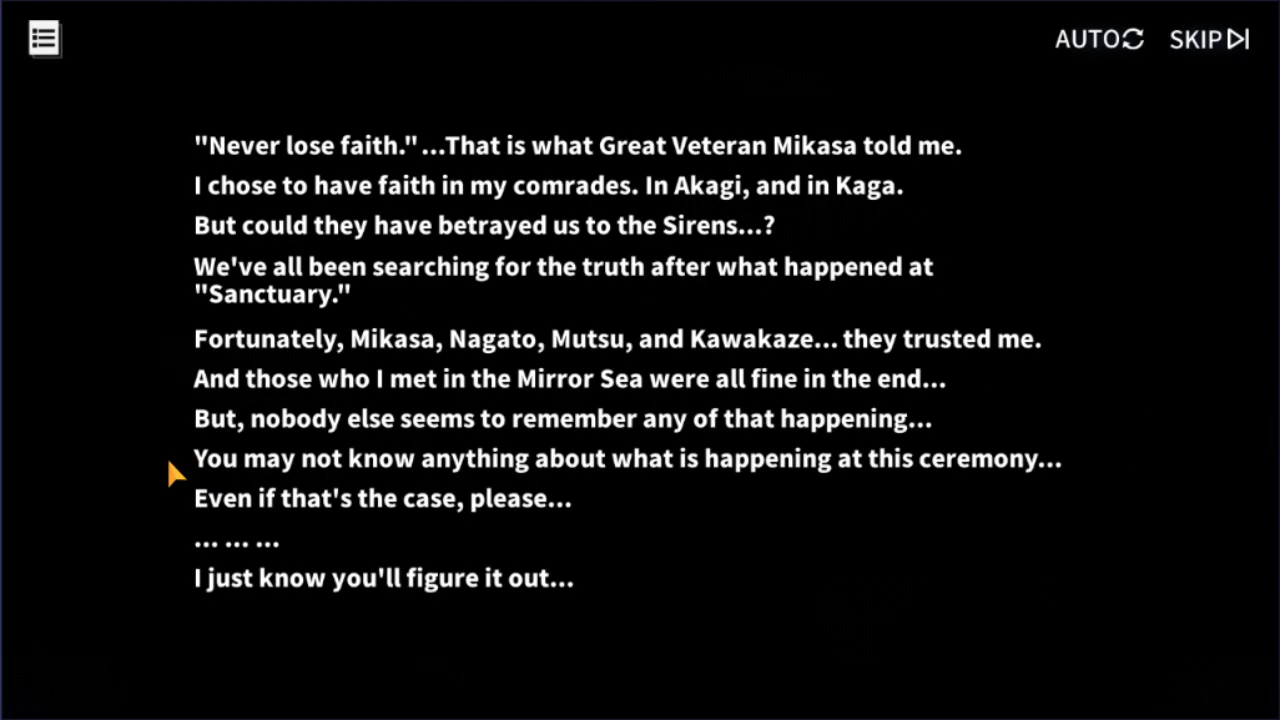 AUTO SKIP
"Never lose faith." ...That is what Great Veteran Mikasa told me.
I chose to have faith in my comrades. In Akagi, and in Kaga.
But could they have betrayed us to the Sirens...?
We've all been searching for the truth after what happened at
"Sanctuary."
Fortunately, Mikasa, Nagato, Mutsu, and Kawakaze... they trusted me.
And those who I met in the Mirror Sea were all fine in the end...
But, nobody else seems to remember any of that happening...
You may not know anything about what is happening at this ceremony...
Even if that's the case, please...
... ... ...
I just know you'll figure it out...